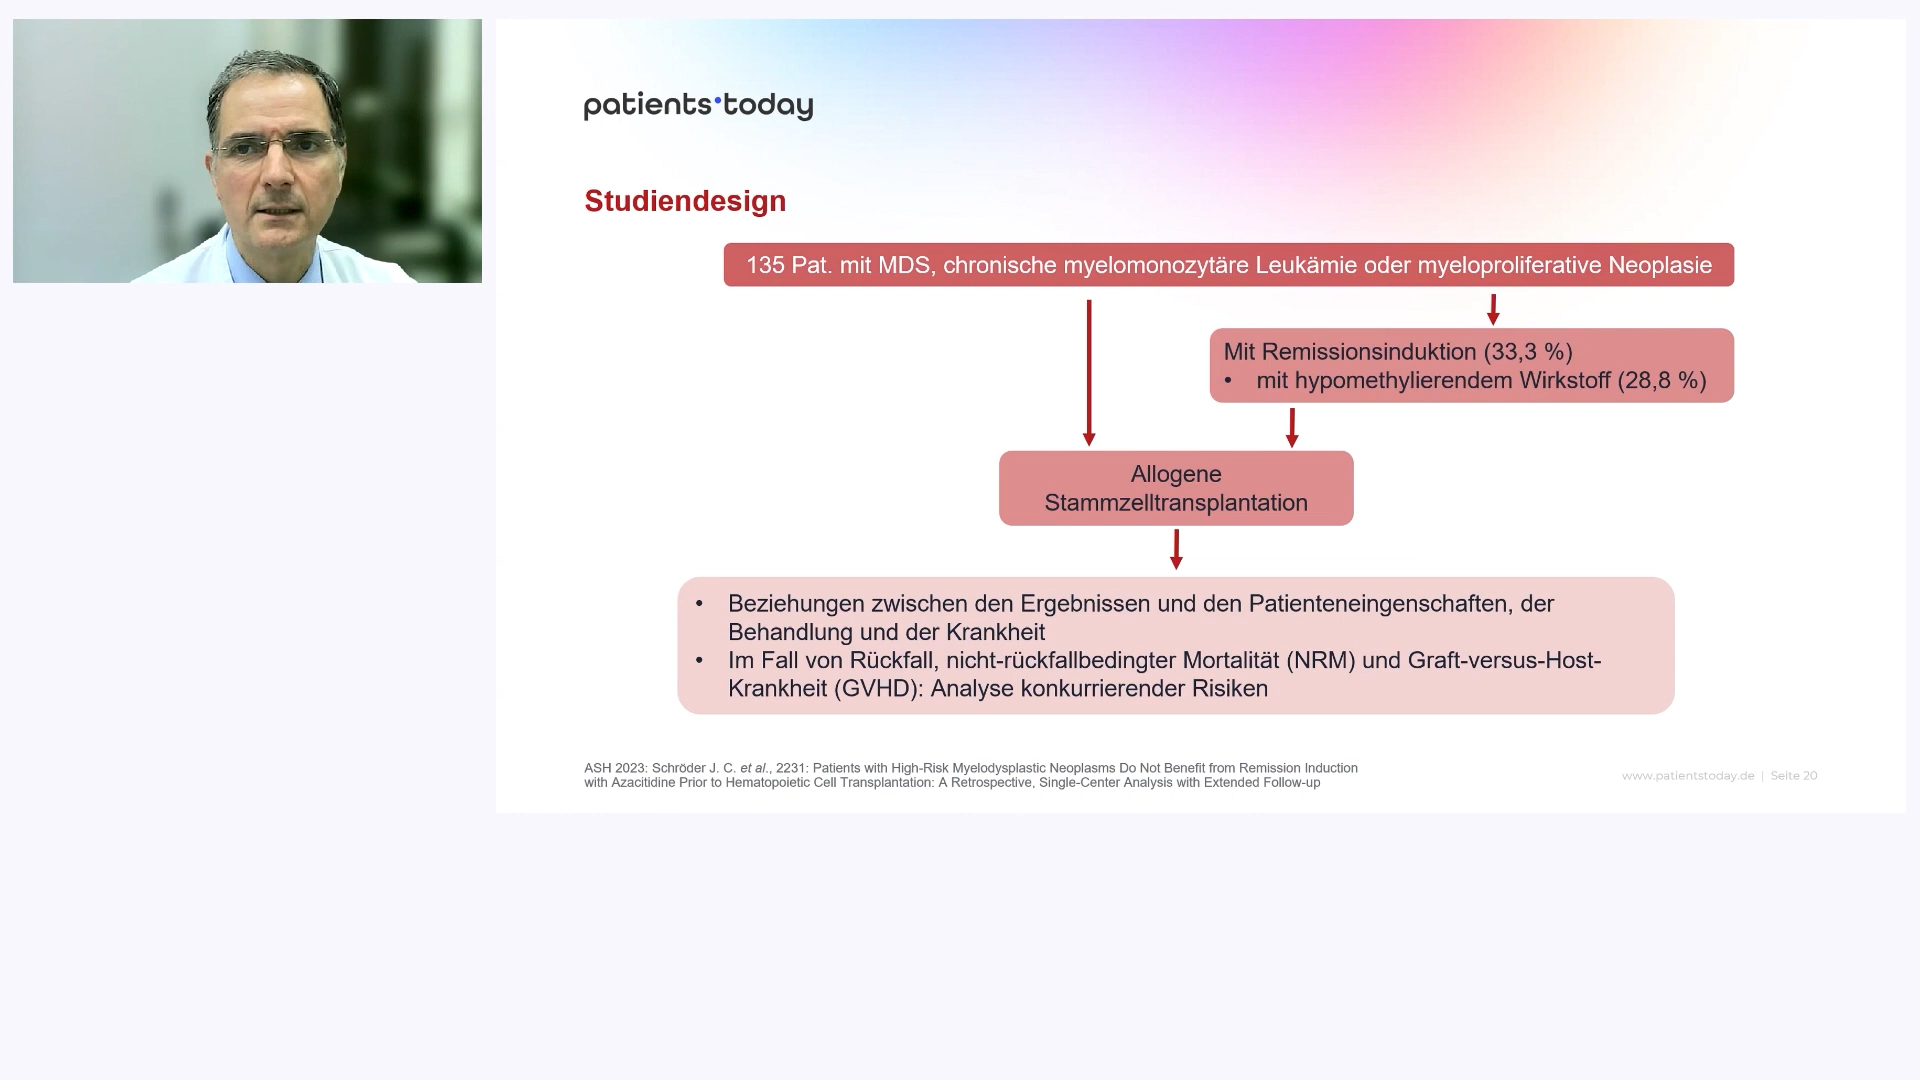 patients·today
Studiendesign
135 Pat. mit MDS, chronische myelomonozytäre Leukämie oder myeloproliferative Neoplasie
Mit Remissionsinduktion (33,3 %)
• mit hypomethylierendem Wirkstoff (28,8 %)
Allogene
Stammzelltransplantation
• Beziehungen zwischen den Ergebnissen und den Patienteneingenschaften, der
Behandlung und der Krankheit
• Im Fall von Rückfall, nicht-rückfallbedingter Mortalität (NRM) und Graft-versus-Host-
Krankheit (GVHD): Analyse konkurrierender Risiken
ASH 2023: Schröder J. C. et al., 2231: Patients with High-Risk Myelodysplastic Neoplasms Do Not Benefit from Remission Induction
with Azacitidine Prior to Hematopoietic Cell Transplantation: A Retrospective, Single-Center Analysis with Extended Follow-up
www.patientstoday.de | Seite 20